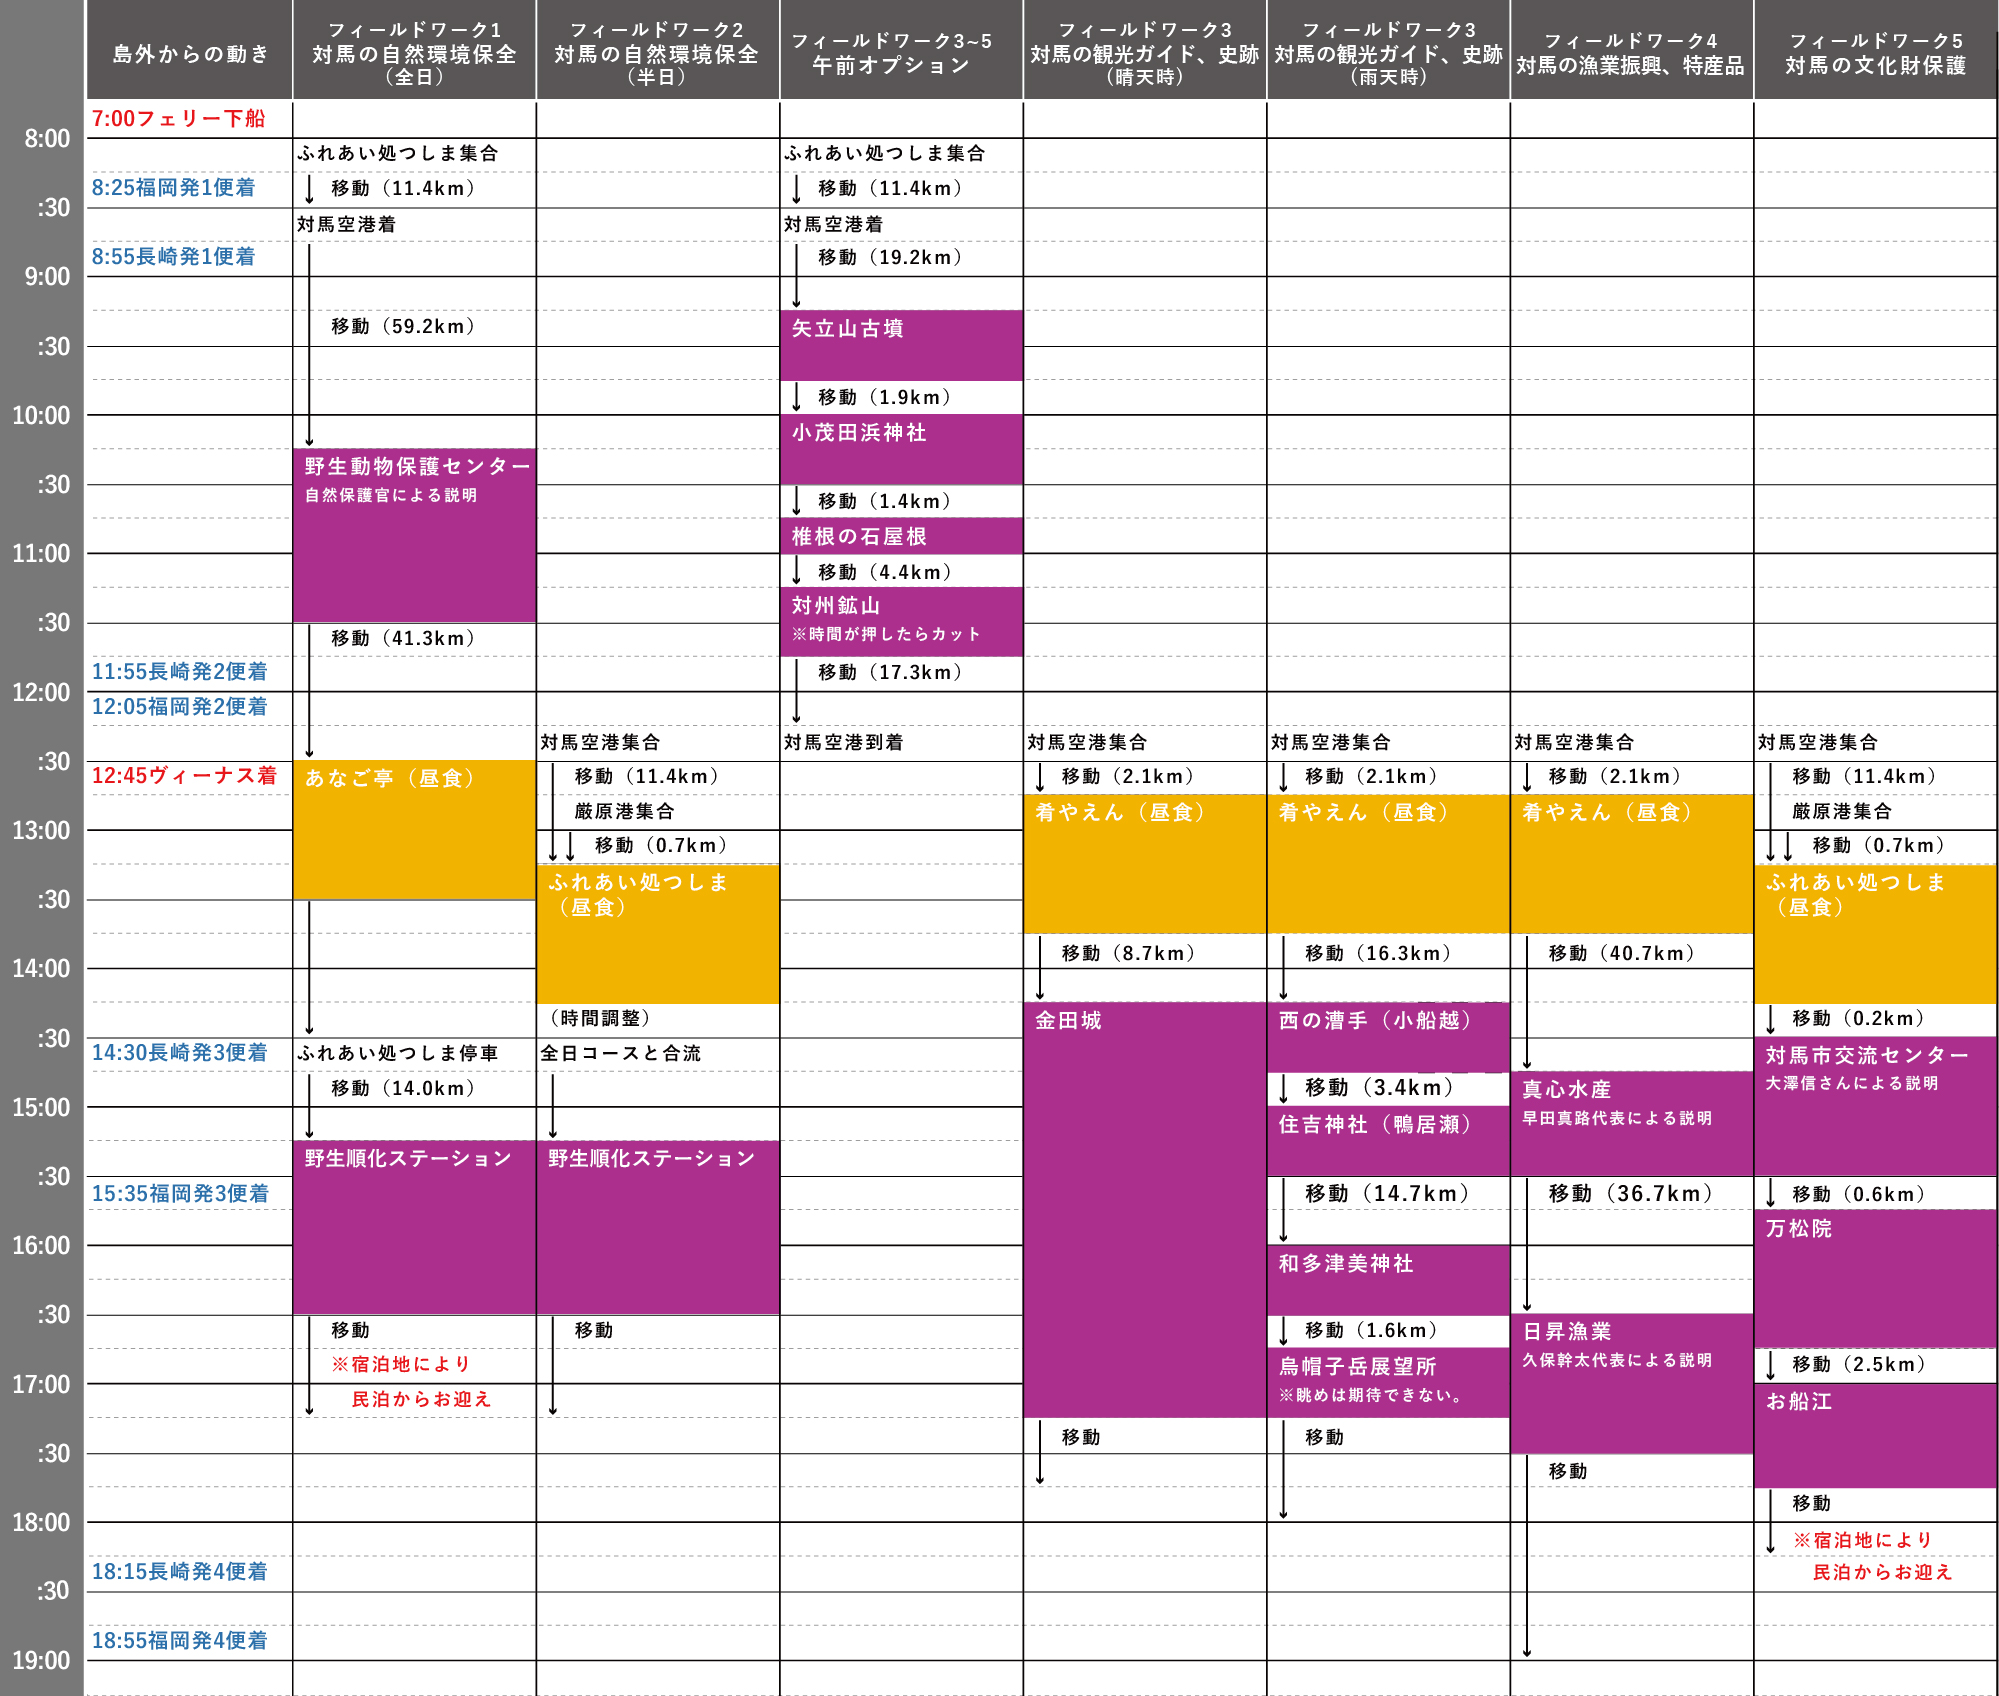 島外からの動き
フィールドワーク1
対馬の自然環境保全
（全日）
フィールドワーク2
対馬の自然環境保全
（半日）
フィールドワーク3~5
午前オプション
フィールドワーク3
対馬の観光ガイド、史跡
（晴天時）
フィールドワーク3
対馬の観光ガイド、史跡
（雨天時）
フィールドワーク4
対馬の漁業振興、特産品
フィールドワーク5
対馬の文化財保護
8:00
:30
9:00
:30
10:00
:30
11:00
:30
12:00
:30
13:00
:30
14:00
:30
15:00
:30
16:00
:30
17:00
:30
18:00
:30
19:00
7:00フェリー下船
8:25福岡発1便着
8:55長崎発1便着
11:55長崎発2便着
12:05福岡発2便着
12:45ヴィーナス着
14:30長崎発3便着
15:35福岡発3便着
18:15長崎発4便着
18:55福岡発4便着
ふれあい処つしま集合
移動（11.4km）
対馬空港着
移動（59.2km）
野生動物保護センター
自然保護官による説明
移動（41.3km）
あなご亭（昼食）
ふれあい処つしま停車
移動（14.0km）
野生順化ステーション
移動
※宿泊地により
民泊からお迎え
対馬空港集合
移動（11.4km）
厳原港集合
移動（0.7km）
ふれあい処つしま
（昼食）
（時間調整）
全日コースと合流
野生順化ステーション
移動
ふれあい処つしま集合
移動（11.4km）
対馬空港着
移動（19.2km）
矢立山古墳
移動（1.9km）
小茂田浜神社
移動（1.4km）
椎根の石屋根
移動（4.4km）
対州鉱山
※時間が押したらカット
移動（17.3km）
対馬空港到着
対馬空港集合
移動（2.1km）
肴やえん（昼食）
移動（8.7km）
金田城
移動
対馬空港集合
移動（2.1km）
肴やえん（昼食）
移動（16.3km）
西の漕手（小船越）
移動（3.4km）
住吉神社（鴨居瀬）
移動（14.7km）
和多津美神社
移動（1.6km）
烏帽子岳展望所
※眺めは期待できない。
移動
対馬空港集合
移動（2.1km）
肴やえん（昼食）
移動（40.7km）
真心水産
早田真路代表による説明
移動（36.7km）
日昇漁業
久保幹太代表による説明
移動
対馬空港集合
移動（11.4km）
厳原港集合
移動（0.7km）
ふれあい処つしま
（昼食）
移動（0.2km）
対馬市交流センター
大澤信さんによる説明
移動（0.6km）
万松院
移動（2.5km）
お船江
移動
※宿泊地により
民泊からお迎え